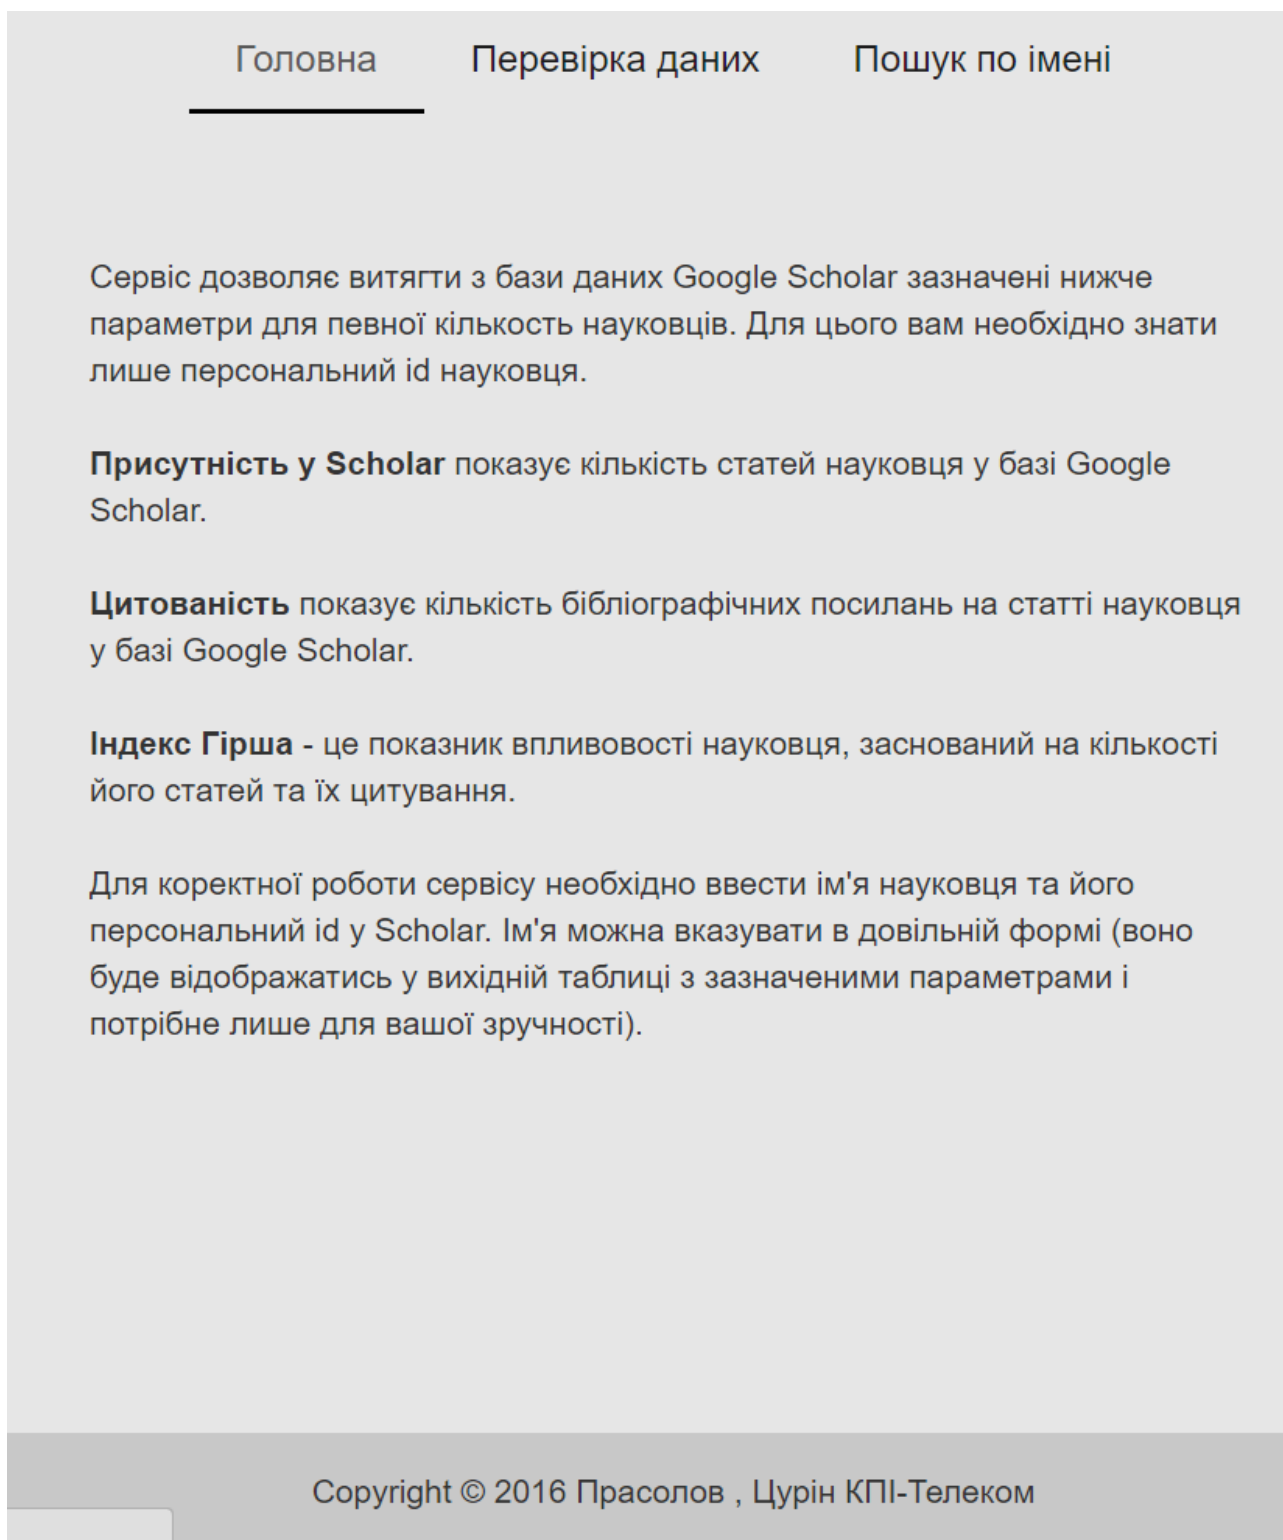 Головна Перевірка даних Пошук по імені
Сервіс дозволяє витягти з бази даних Google Scholar зазначені нижче
параметри для певної кількость науковців. Для цього вам необхідно знати
лише персональний id науковця.
Присутність у Scholar показує кількість статей науковця у базі Google
Scholar.
Цитованість показує кількість бібліографічних посилань на статті науковця
у базі Google Scholar.
Індекс Гірша - це показник впливовості науковця, заснований на кількості
його статей та їх цитування.
Для коректної роботи сервісу необхідно ввести ім'я науковця та його
персональний id у Scholar. Ім'я можна вказувати в довільній формі (воно
буде відображатись у вихідній таблиці з зазначеними параметрами і
потрібне лише для вашої зручності).
Copyright © 2016 Прасолов , Цурін КПІ-Телеком